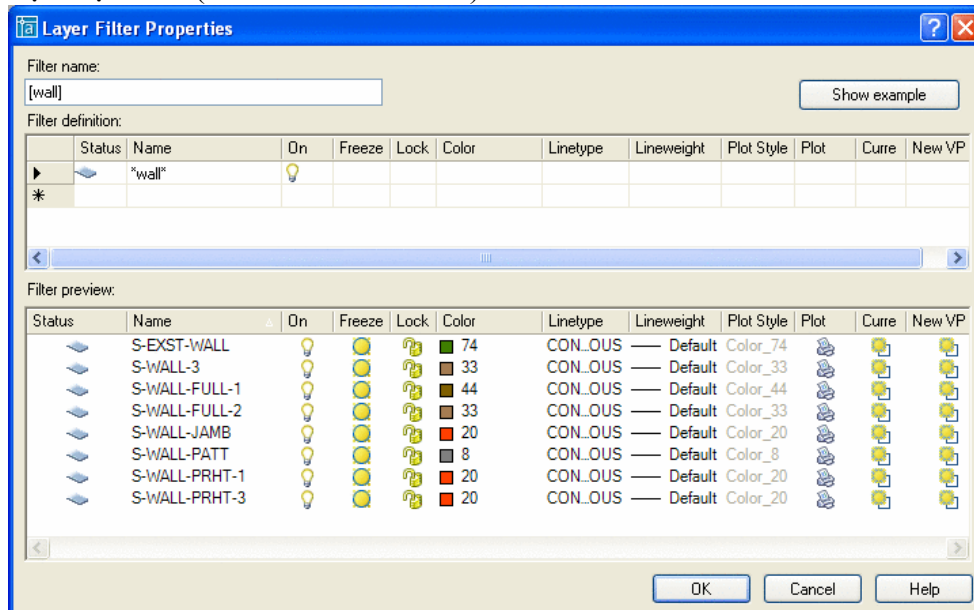 Layer Filter Properties
Filter name:
[wall]
Show example
Filter definition:
Status Name On Freeze Lock Color Linetype Lineweight Plot Style Plot Curre New VP
*wall*
Filter preview:
Status Name On Freeze Lock Color Linetype Lineweight Plot Style Plot Curre New VP
S-EXST-WALL 74 CON...OUS Default Color_74
S-WALL-3 33 CON...OUS Default Color_33
S-WALL-FULL-1 44 CON...OUS Default Color_44
S-WALL-FULL-2 33 CON...OUS Default Color_33
S-WALL-JAMB 20 CON...OUS Default Color_20
S-WALL-PATT 8 CON...OUS Default Color_8
S-WALL-PRHT-1 20 CON...OUS Default Color_20
S-WALL-PRHT-3 20 CON...OUS Default Color_20
OK Cancel Help